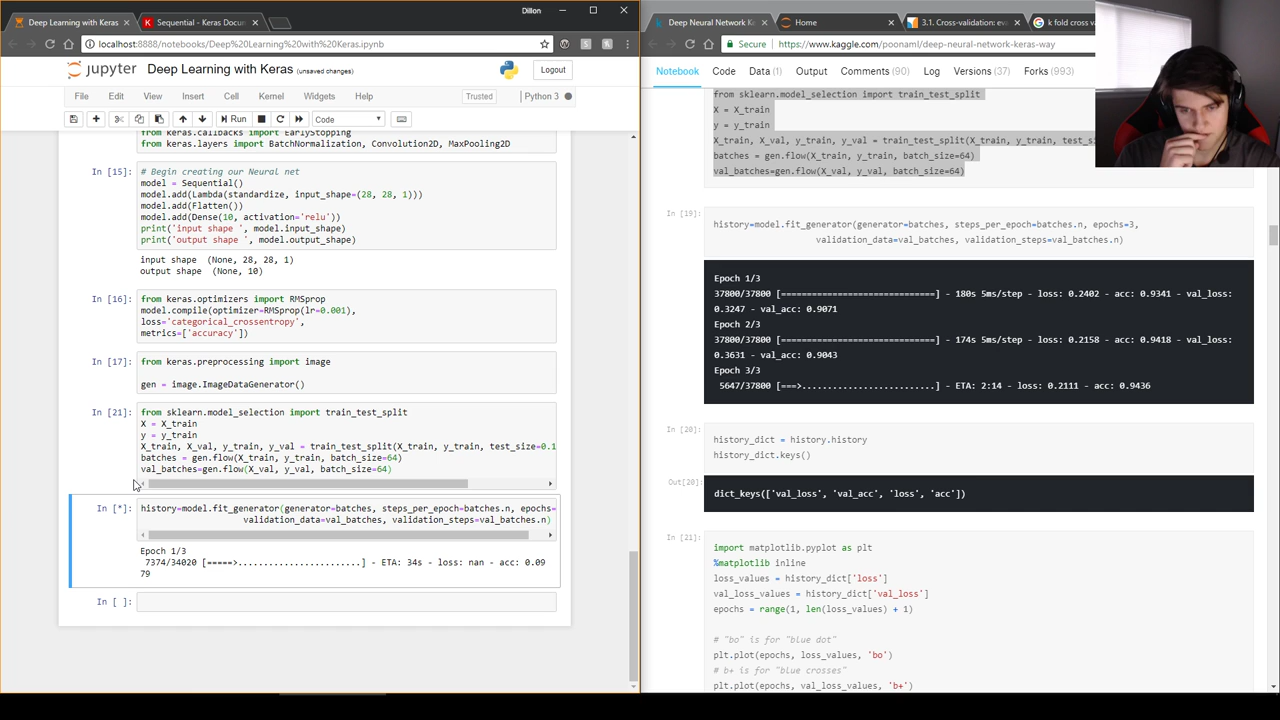 Dillon
Deep Learning with Keras
Sequential - Keras Docu
localhost:8888/notebooks/Deep%20Learning%20with%20Keras.ipynb
jupyter Deep Learning with Keras (unsaved changes)
Logout
File Edit View Insert Cell Kernel Widgets Help
Trusted
Python 3
Run
Code
from keras.callbacks import EarlyStopping
from keras.layers import BatchNormalization, Convolution2D, MaxPooling2D
In [15]:
# Begin creating our Neural net
model = Sequential()
model.add(Lambda(standardize, input_shape=(28, 28, 1)))
model.add(Flatten())
model.add(Dense(10, activation='relu'))
print('input shape ', model.input_shape)
print('output shape ', model.output_shape)
input shape (None, 28, 28, 1)
output shape (None, 10)
In [16]:
from keras.optimizers import RMSprop
model.compile(optimizer=RMSprop(lr=0.001),
loss='categorical_crossentropy',
metrics=['accuracy'])
In [17]:
from keras.preprocessing import image
gen = image.ImageDataGenerator()
In [21]:
from sklearn.model_selection import train_test_split
X = X_train
y = y_train
X_train, X_val, y_train, y_val = train_test_split(X_train, y_train, test_size=0.1
batches = gen.flow(X_train, y_train, batch_size=64)
val_batches=gen.flow(X_val, y_val, batch_size=64)
In [*]:
history=model.fit_generator(generator=batches, steps_per_epoch=batches.n, epochs=
validation_data=val_batches, validation_steps=val_batches.n)
Epoch 1/3
7374/34020 [=====>........................] - ETA: 34s - loss: nan - acc: 0.09
79
In [ ]:
Deep Neural Network K
Home
3.1. Cross-validation: ev
k fold cross v
Secure https://www.kaggle.com/poonaml/deep-neural-network-keras-way
Notebook Code Data (1) Output Comments (90) Log Versions (37) Forks (993)
from sklearn.model_selection import train_test_split
X = X_train
y = y_train
X_train, X_val, y_train, y_val = train_test_split(X_train, y_train, test_s
batches = gen.flow(X_train, y_train, batch_size=64)
val_batches=gen.flow(X_val, y_val, batch_size=64)
In [19]:
history=model.fit_generator(generator=batches, steps_per_epoch=batches.n, epochs=3,
validation_data=val_batches, validation_steps=val_batches.n)
Epoch 1/3
37800/37800 [==============================] - 180s 5ms/step - loss: 0.2402 - acc: 0.9341 - val_loss:
0.3247 - val_acc: 0.9071
Epoch 2/3
37800/37800 [==============================] - 174s 5ms/step - loss: 0.2158 - acc: 0.9418 - val_loss:
0.3631 - val_acc: 0.9043
Epoch 3/3
5647/37800 [===>..........................] - ETA: 2:14 - loss: 0.2111 - acc: 0.9436
In [20]:
history_dict = history.history
history_dict.keys()
Out[20]:
dict_keys(['val_loss', 'val_acc', 'loss', 'acc'])
In [21]:
import matplotlib.pyplot as plt
%matplotlib inline
loss_values = history_dict['loss']
val_loss_values = history_dict['val_loss']
epochs = range(1, len(loss_values) + 1)
# "bo" is for "blue dot"
plt.plot(epochs, loss_values, 'bo')
# b+ is for "blue crosses"
plt.plot(epochs, val_loss_values, 'b+')